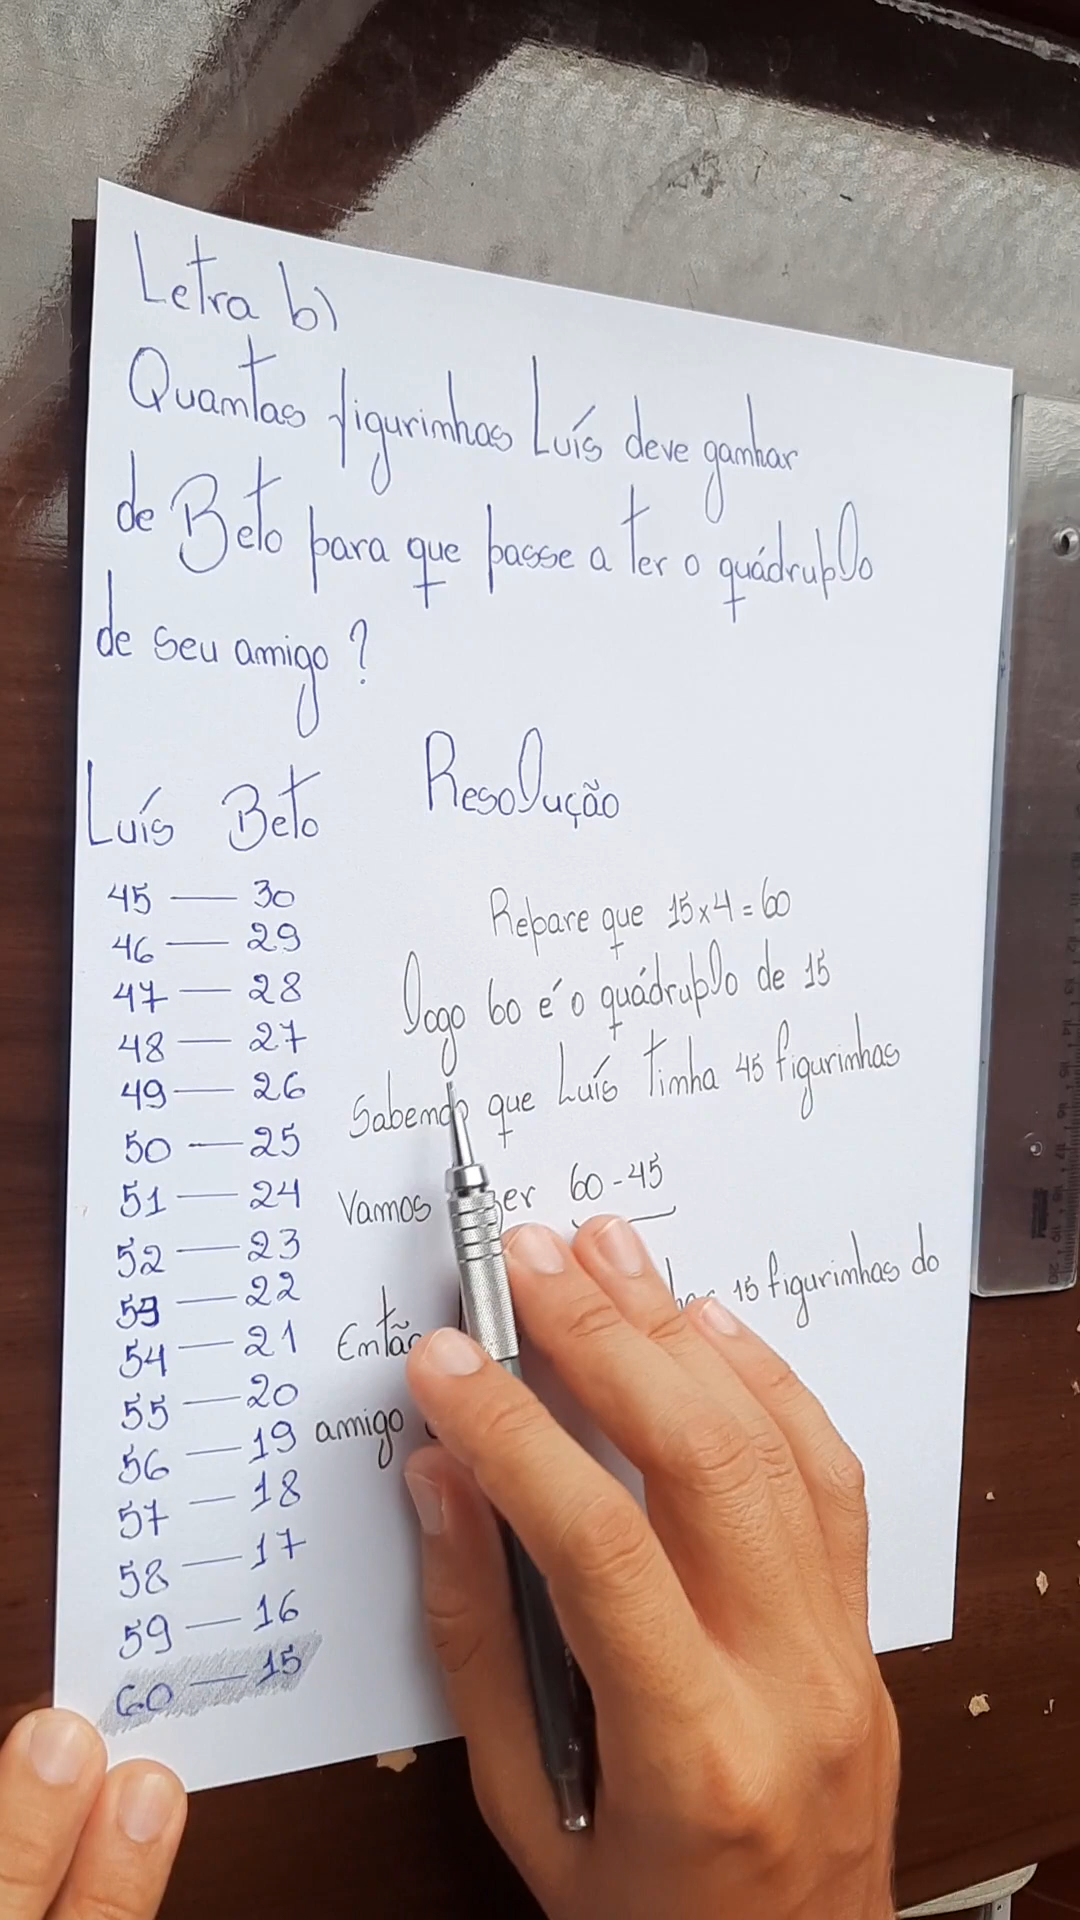 Letra b)
Quantas figurinhas Luís deve ganhar
de Beto para que passe a ter o quádruplo
de seu amigo?
Luís Beto
45 — 30
46 — 29
47 — 28
48 — 27
49 — 26
50 — 25
51 — 24
52 — 23
53 — 22
54 — 21
55 — 20
56 — 19
57 — 18
58 — 17
59 — 16
60 — 15
Resolução
Repare que 15x4=60
logo 60 é o quádruplo de 15
Sabendo que Luís tinha 45 figurinhas
Vamos 60-45
Então 15 figurinhas do
amigo